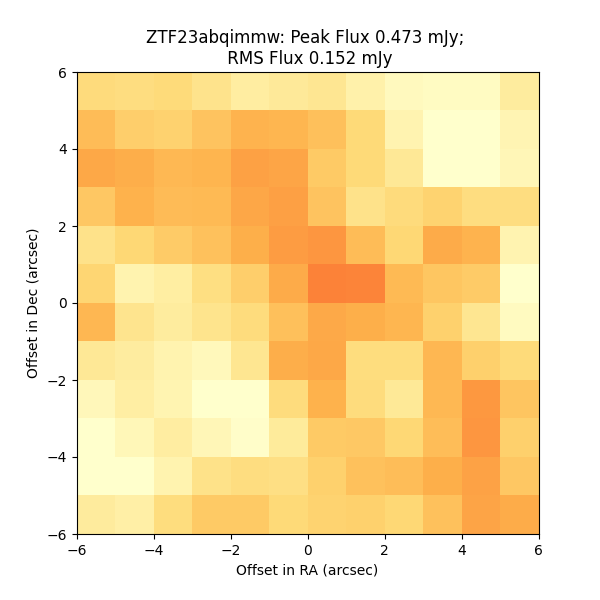 ZTF23abqimmw: Peak Flux 0.473 mJy;
RMS Flux 0.152 mJy
6
4
2
0
−2
−4
−6
Offset in Dec (arcsec)
−6 −4 −2 0 2 4 6
Offset in RA (arcsec)